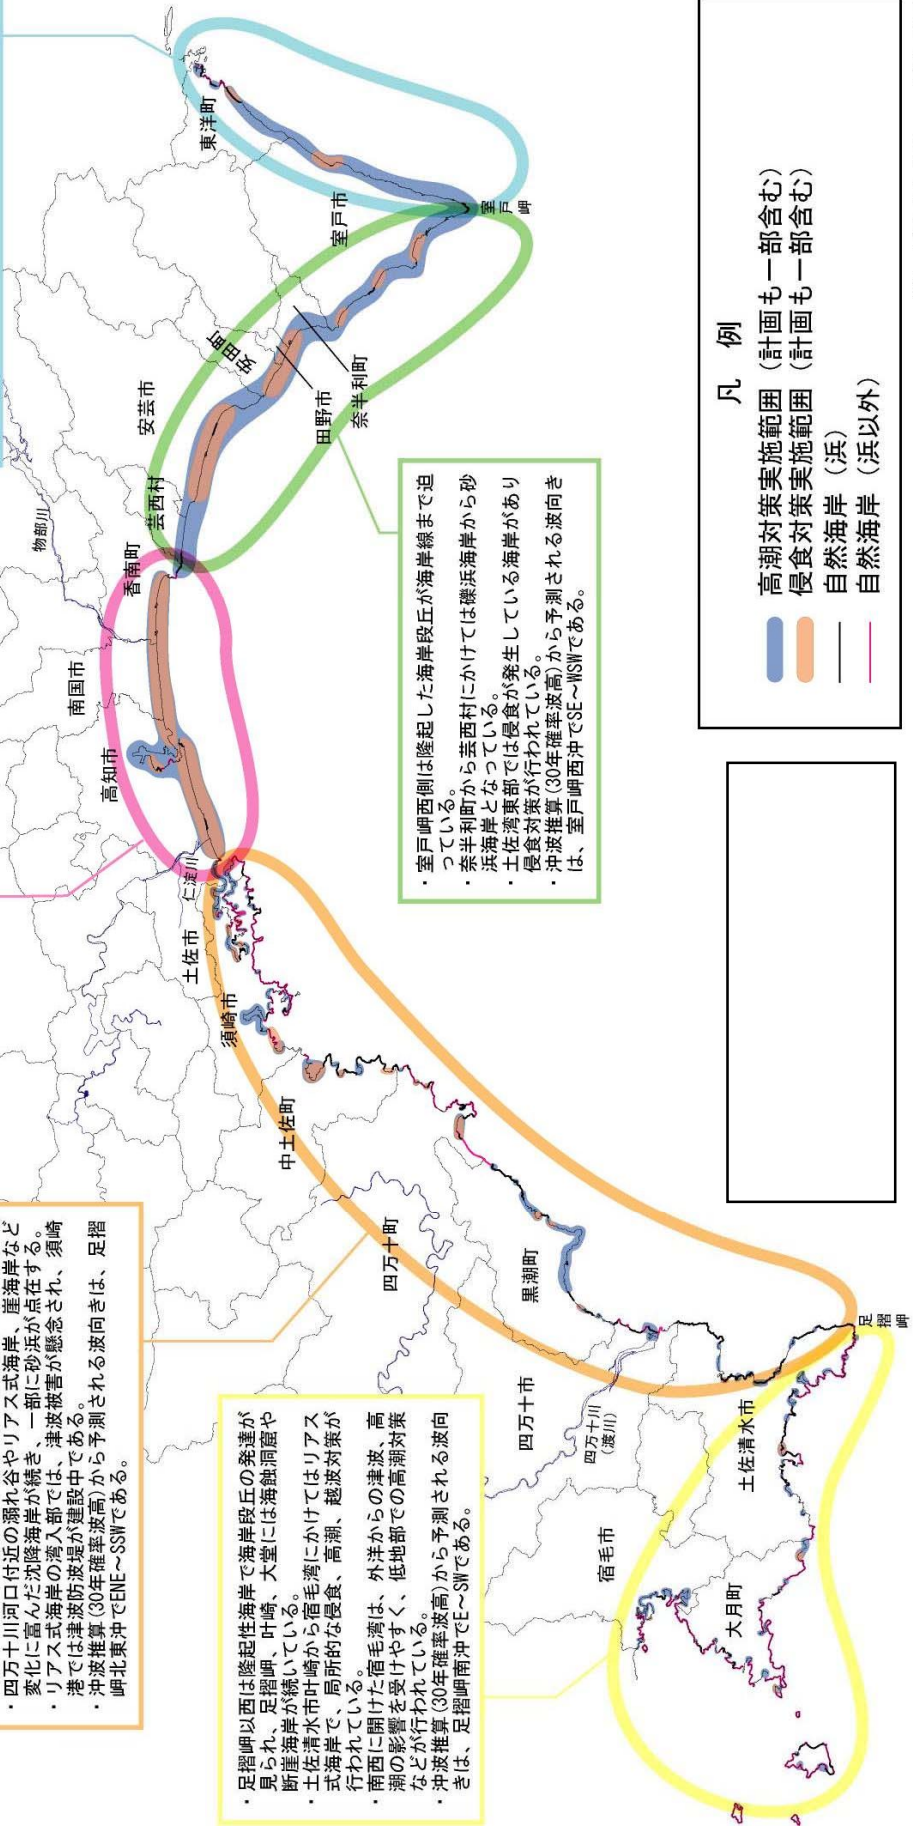 ・四万十川河口付近の溺れ谷やリアス式海岸、崖海岸など
変化に富んだ沈降海岸が続き、一部に砂浜が点在する。
・リアス式海岸の湾入部では、津波被害が懸念され、須崎
港では津波防波堤が建設中である。
・沖波推算(30年確率波高)から予測される波向きは、足摺
岬北東沖でENE～SSWである。
・足摺岬以西は隆起性海岸で海岸段丘の発達が
見られ、足摺岬、叶崎、大堂には海蝕洞窟や
断崖海岸が続いている。
・土佐清水市叶崎から宿毛湾にかけてはリアス
式海岸で、局所的な侵食、高潮、越波対策が
行われている。
・南西に開けた宿毛湾は、外洋からの津波、高
潮の影響を受けやすく、低地部での高潮対策
などが行われている。
・沖波推算(30年確率波高)から予測される波向
きは、足摺岬南沖でE～SWである。
・室戸岬西側は隆起した海岸段丘が海岸線まで迫
っている。
・奈半利町から芸西村にかけては礫浜海岸から砂
浜海岸となっている。
・土佐湾東部では侵食が発生している海岸があり
侵食対策が行われている。
・沖波推算(30年確率波高)から予測される波向き
は、室戸岬西沖でSE～WSWである。
宿毛市
大月町
土佐清水市
足摺岬
四万十市
四万十川
(渡川)
黒潮町
四万十町
中土佐町
須崎市
土佐市
仁淀川
高知市
南国市
物部川
香南町
芸西村
安芸市
安田町
田野市
奈半利町
室戸市
室戸岬
東洋町
凡 例
高潮対策実施範囲（計画も一部含む）
侵食対策実施範囲（計画も一部含む）
自然海岸（浜）
自然海岸（浜以外）